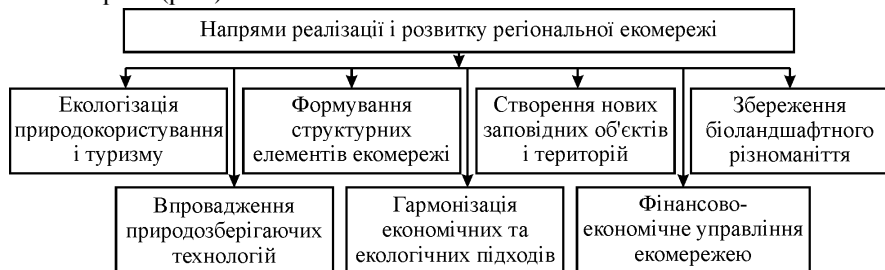 Напрями реалізації і розвитку регіональної екомережі
Екологізація
природокористування
і туризму
Формування
структурних
елементів екомережі
Створення нових
заповідних об'єктів
і територій
Збереження
біоландшафтного
різноманіття
Впровадження
природозберігаючих
технологій
Гармонізація
економічних та
екологічних підходів
Фінансово-
економічне управління
екомережею